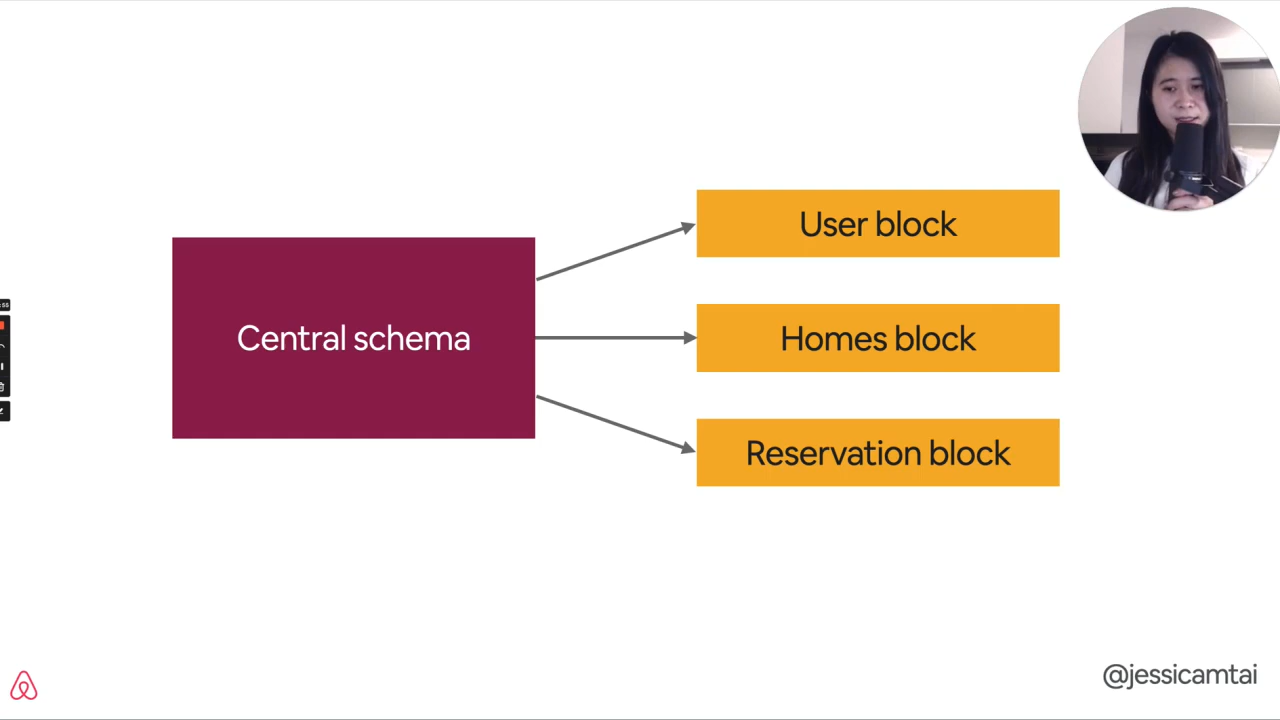 User block
Central schema
Homes block
Reservation block
@jessicamtai